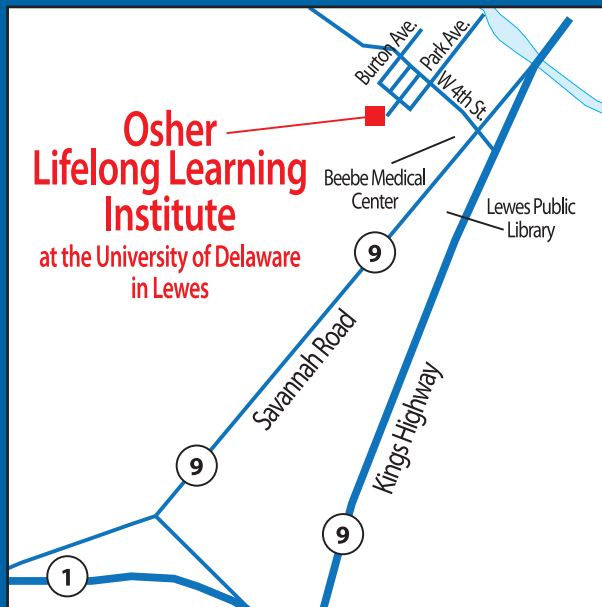 Burton Ave.
Park Ave.
W 4th St.
Osher
Lifelong Learning
Institute
at the University of Delaware
in Lewes
Beebe Medical
Center
Lewes Public
Library
9
Savannah Road
Kings Highway
9
9
1